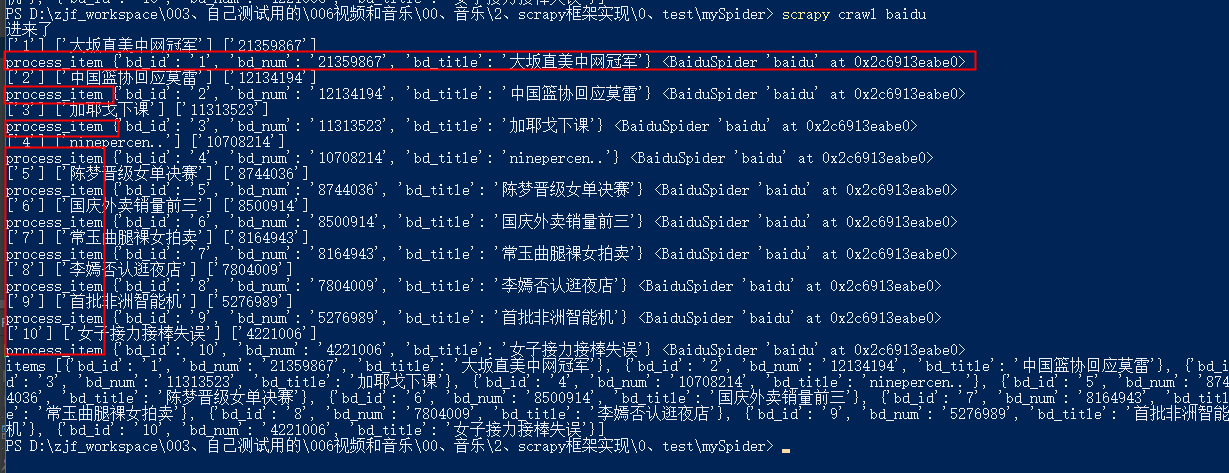 PS D:\zjf_workspace\003、自己测试用的\006视频和音乐\00、音乐\2、scrapy框架实现\0、test\mySpider> scrapy crawl baidu
进来了
['1'] ['大坂直美中网冠军'] ['21359867']
process_item {'bd_id': '1', 'bd_num': '21359867', 'bd_title': '大坂直美中网冠军'} <BaiduSpider 'baidu' at 0x2c6913eabe0>
['2'] ['中国篮协回应莫雷'] ['12134194']
process_item {'bd_id': '2', 'bd_num': '12134194', 'bd_title': '中国篮协回应莫雷'} <BaiduSpider 'baidu' at 0x2c6913eabe0>
['3'] ['加耶戈下课'] ['11313523']
process_item {'bd_id': '3', 'bd_num': '11313523', 'bd_title': '加耶戈下课'} <BaiduSpider 'baidu' at 0x2c6913eabe0>
['4'] ['ninepercen..'] ['10708214']
process_item {'bd_id': '4', 'bd_num': '10708214', 'bd_title': 'ninepercen..'} <BaiduSpider 'baidu' at 0x2c6913eabe0>
['5'] ['陈梦晋级女单决赛'] ['8744036']
process_item {'bd_id': '5', 'bd_num': '8744036', 'bd_title': '陈梦晋级女单决赛'} <BaiduSpider 'baidu' at 0x2c6913eabe0>
['6'] ['国庆外卖销量前三'] ['8500914']
process_item {'bd_id': '6', 'bd_num': '8500914', 'bd_title': '国庆外卖销量前三'} <BaiduSpider 'baidu' at 0x2c6913eabe0>
['7'] ['常玉曲腿裸女拍卖'] ['8164943']
process_item {'bd_id': '7', 'bd_num': '8164943', 'bd_title': '常玉曲腿裸女拍卖'} <BaiduSpider 'baidu' at 0x2c6913eabe0>
['8'] ['李嫣否认逛夜店'] ['7804009']
process_item {'bd_id': '8', 'bd_num': '7804009', 'bd_title': '李嫣否认逛夜店'} <BaiduSpider 'baidu' at 0x2c6913eabe0>
['9'] ['首批非洲智能机'] ['5276989']
process_item {'bd_id': '9', 'bd_num': '5276989', 'bd_title': '首批非洲智能机'} <BaiduSpider 'baidu' at 0x2c6913eabe0>
['10'] ['女子接力接棒失误'] ['4221006']
process_item {'bd_id': '10', 'bd_num': '4221006', 'bd_title': '女子接力接棒失误'} <BaiduSpider 'baidu' at 0x2c6913eabe0>
items [{'bd_id': '1', 'bd_num': '21359867', 'bd_title': '大坂直美中网冠军'}, {'bd_id': '2', 'bd_num': '12134194', 'bd_title': '中国篮协回应莫雷'}, {'bd_i
d': '3', 'bd_num': '11313523', 'bd_title': '加耶戈下课'}, {'bd_id': '4', 'bd_num': '10708214', 'bd_title': 'ninepercen..'}, {'bd_id': '5', 'bd_num': '874
4036', 'bd_title': '陈梦晋级女单决赛'}, {'bd_id': '6', 'bd_num': '8500914', 'bd_title': '国庆外卖销量前三'}, {'bd_id': '7', 'bd_num': '8164943', 'bd_titl
e': '常玉曲腿裸女拍卖'}, {'bd_id': '8', 'bd_num': '7804009', 'bd_title': '李嫣否认逛夜店'}, {'bd_id': '9', 'bd_num': '5276989', 'bd_title': '首批非洲智能
机'}, {'bd_id': '10', 'bd_num': '4221006', 'bd_title': '女子接力接棒失误'}]
PS D:\zjf_workspace\003、自己测试用的\006视频和音乐\00、音乐\2、scrapy框架实现\0、test\mySpider>